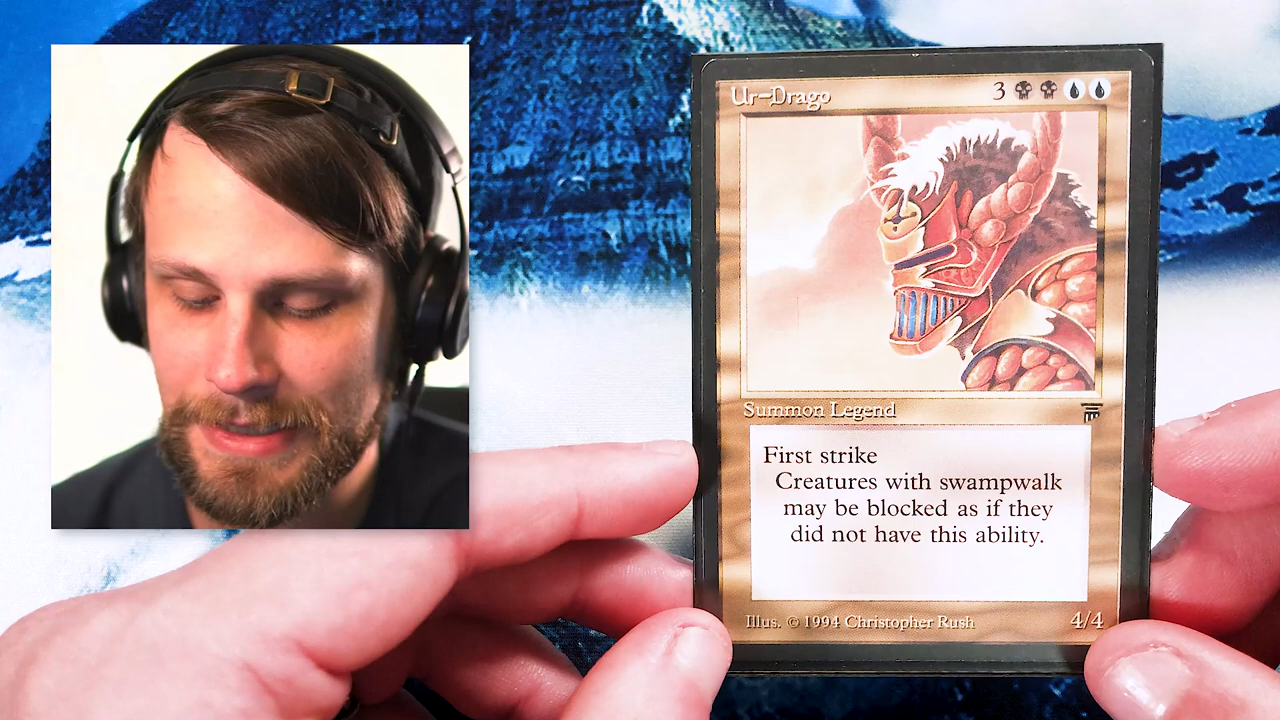 Ur-Drago 3
Summon Legend
First strike
Creatures with swampwalk
may be blocked as if they
did not have this ability.
Illus. © 1994 Christopher Rush 4/4